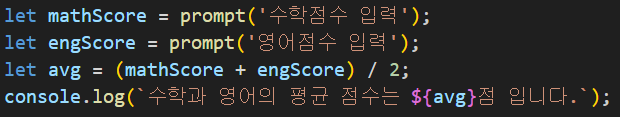 let mathScore = prompt('수학점수 입력');
let engScore = prompt('영어점수 입력');
let avg = (mathScore + engScore) / 2;
console.log(`수학과 영어의 평균 점수는 ${avg}점 입니다.`);